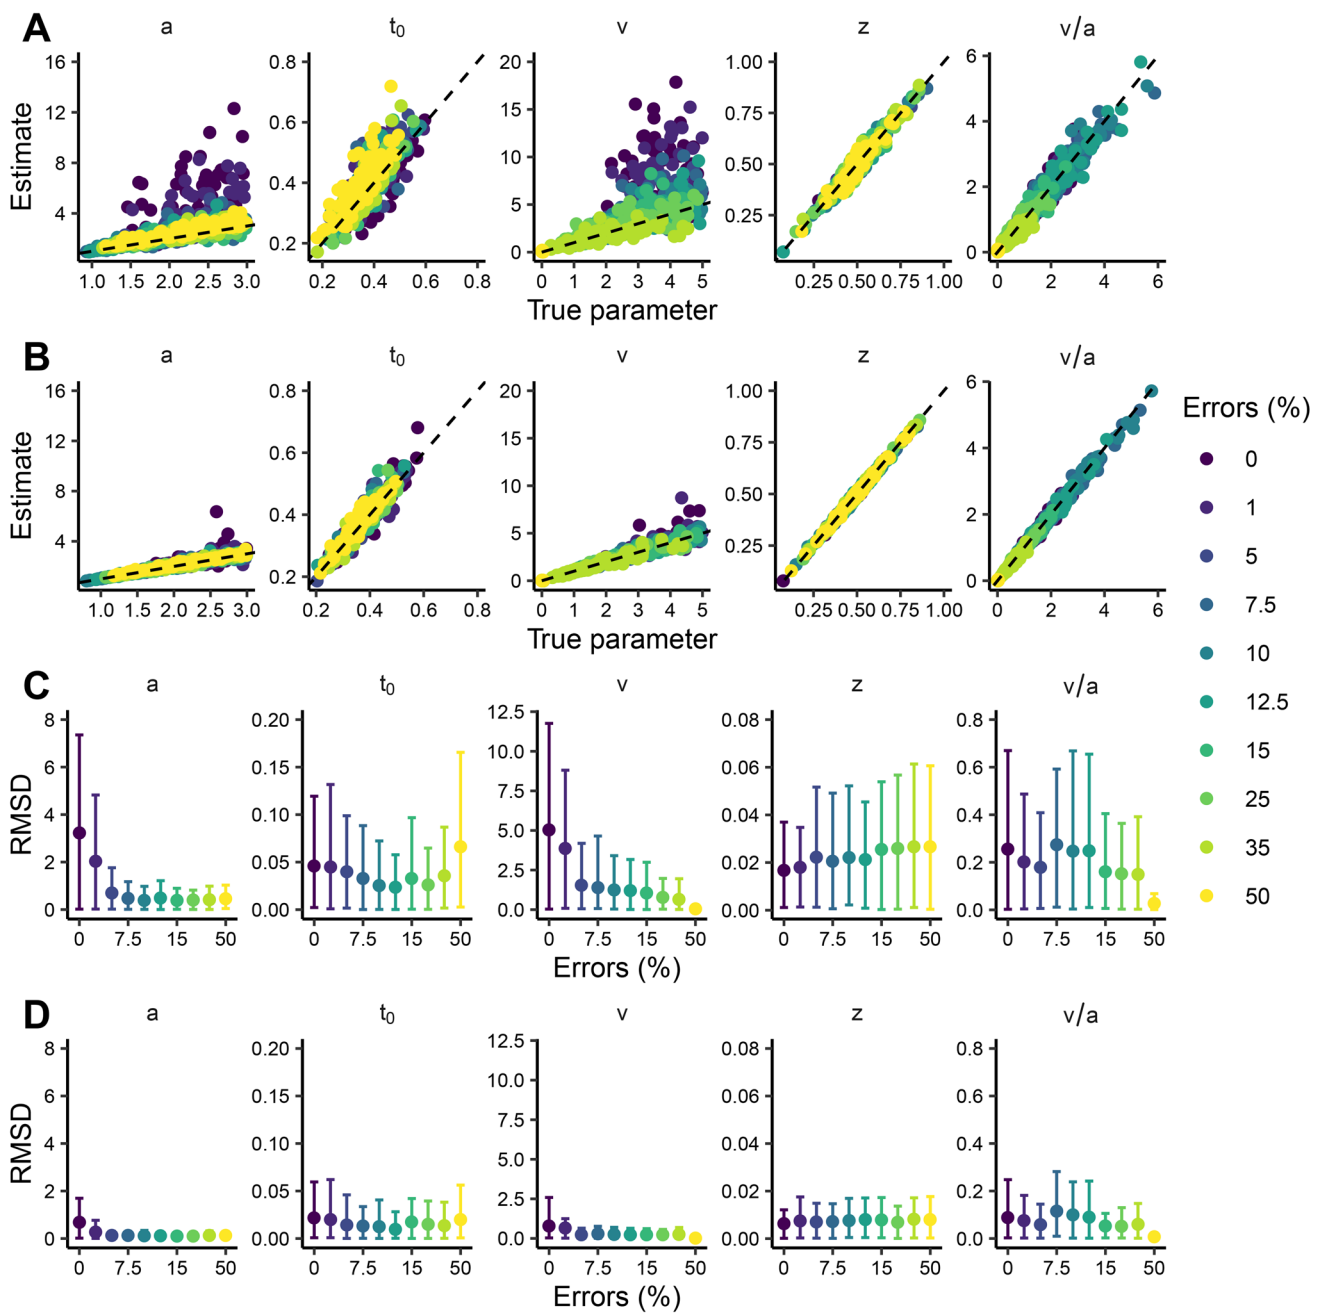 A
a t₀ v z v/a
Estimate
16 12 8 4
0.8 0.6 0.4 0.2
20 15 10 5 0
1.00 0.75 0.50 0.25
6 4 2 0
1.0 1.5 2.0 2.5 3.0
0.2 0.4 0.6 0.8
0 1 2 3 4 5
0.25 0.50 0.75 1.00
0 2 4 6
True parameter
B
a t₀ v z v/a
Estimate
16 12 8 4
0.8 0.6 0.4 0.2
20 15 10 5 0
1.00 0.75 0.50 0.25
6 4 2 0
1.0 1.5 2.0 2.5 3.0
0.2 0.4 0.6 0.8
0 1 2 3 4 5
0.25 0.50 0.75 1.00
0 2 4 6
True parameter
Errors (%)
0
1
5
7.5
10
12.5
15
25
35
50
C
a t₀ v z v/a
RMSD
8 6 4 2 0
0.20 0.15 0.10 0.05 0.00
12.5 10.0 7.5 5.0 2.5 0.0
0.08 0.06 0.04 0.02 0.00
0.8 0.6 0.4 0.2 0.0
0 7.5 15 50
0 7.5 15 50
0 7.5 15 50
0 7.5 15 50
0 7.5 15 50
Errors (%)
D
a t₀ v z v/a
RMSD
8 6 4 2 0
0.20 0.15 0.10 0.05 0.00
12.5 10.0 7.5 5.0 2.5 0.0
0.08 0.06 0.04 0.02 0.00
0.8 0.6 0.4 0.2 0.0
0 7.5 15 50
0 7.5 15 50
0 7.5 15 50
0 7.5 15 50
0 7.5 15 50
Errors (%)